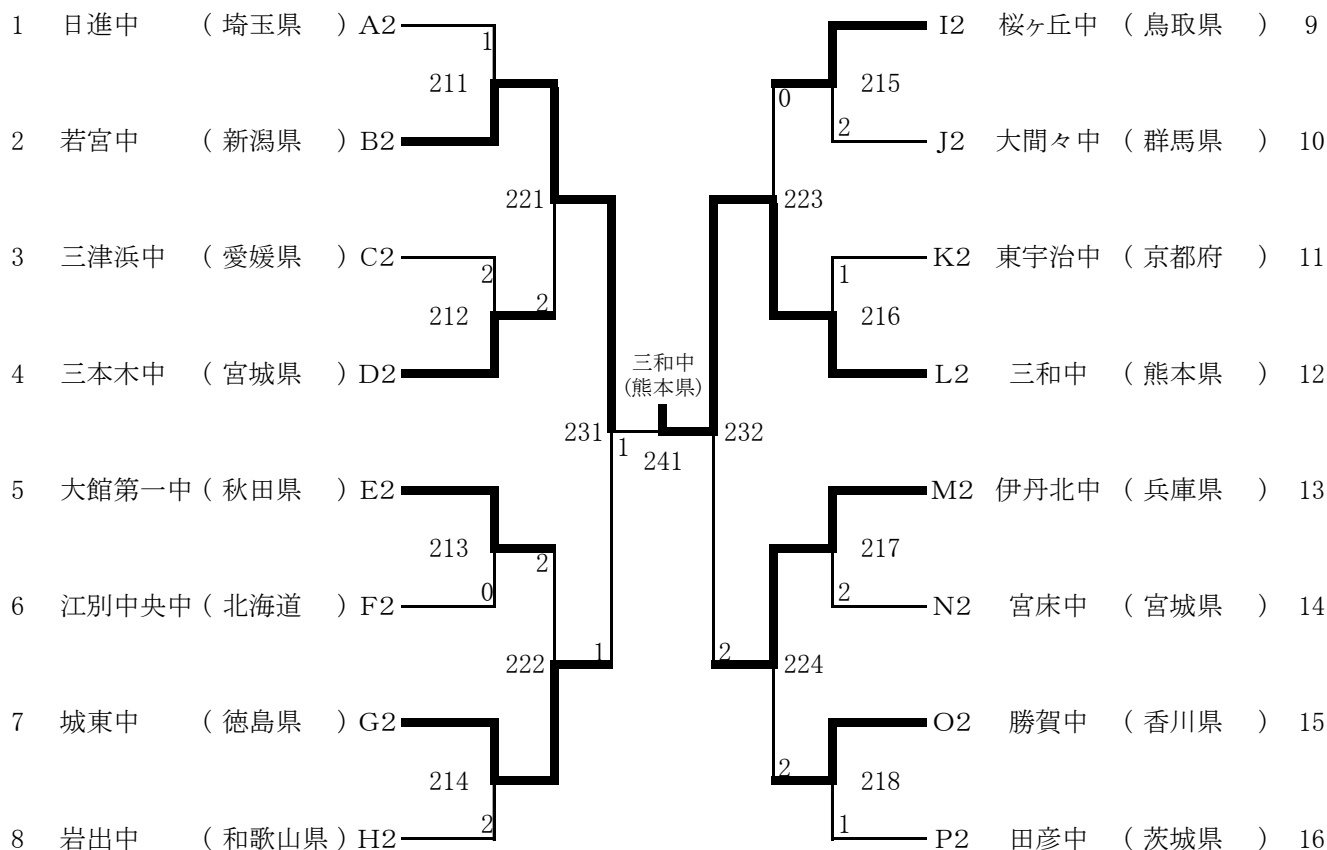 1 日進中 ( 埼玉県 ) A2 I2 桜ヶ丘中 ( 鳥取県 ) 9
1
211 0 215
2 若宮中 ( 新潟県 ) B2 2 J2 大間々中 ( 群馬県 ) 10
221 223
3 三津浜中 ( 愛媛県 ) C2 K2 東宇治中 ( 京都府 ) 11
2 1
212 2 216
4 三本木中 ( 宮城県 ) D2 三和中 L2 三和中 ( 熊本県 ) 12
(熊本県)
231 1 241 232
5 大館第一中 ( 秋田県 ) E2 M2 伊丹北中 ( 兵庫県 ) 13
213 2 217
0 2
6 江別中央中 ( 北海道 ) F2 N2 宮床中 ( 宮城県 ) 14
222 1 2 224
7 城東中 ( 徳島県 ) G2 O2 勝賀中 ( 香川県 ) 15
214 2 218
2 1
8 岩出中 ( 和歌山県 ) H2 P2 田彦中 ( 茨城県 ) 16